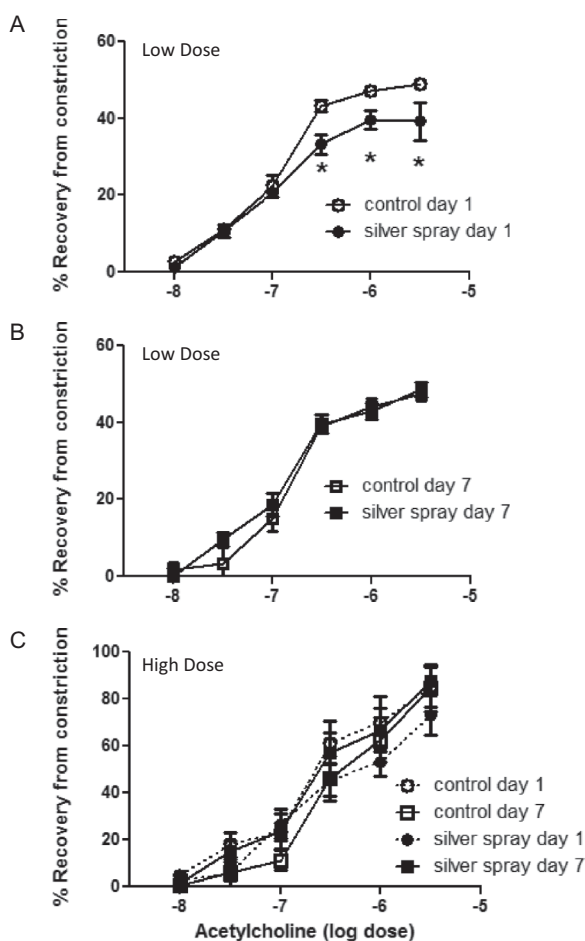 A
Low Dose
% Recovery from constriction
60
40
20
0
*
*
*
control day 1
silver spray day 1
-8
-7
-6
-5
B
Low Dose
% Recovery from constriction
60
40
20
0
control day 7
silver spray day 7
-8
-7
-6
-5
C
High Dose
% Recovery from constriction
100
80
60
40
20
0
control day 1
control day 7
silver spray day 1
silver spray day 7
-8
-7
-6
-5
Acetylcholine (log dose)